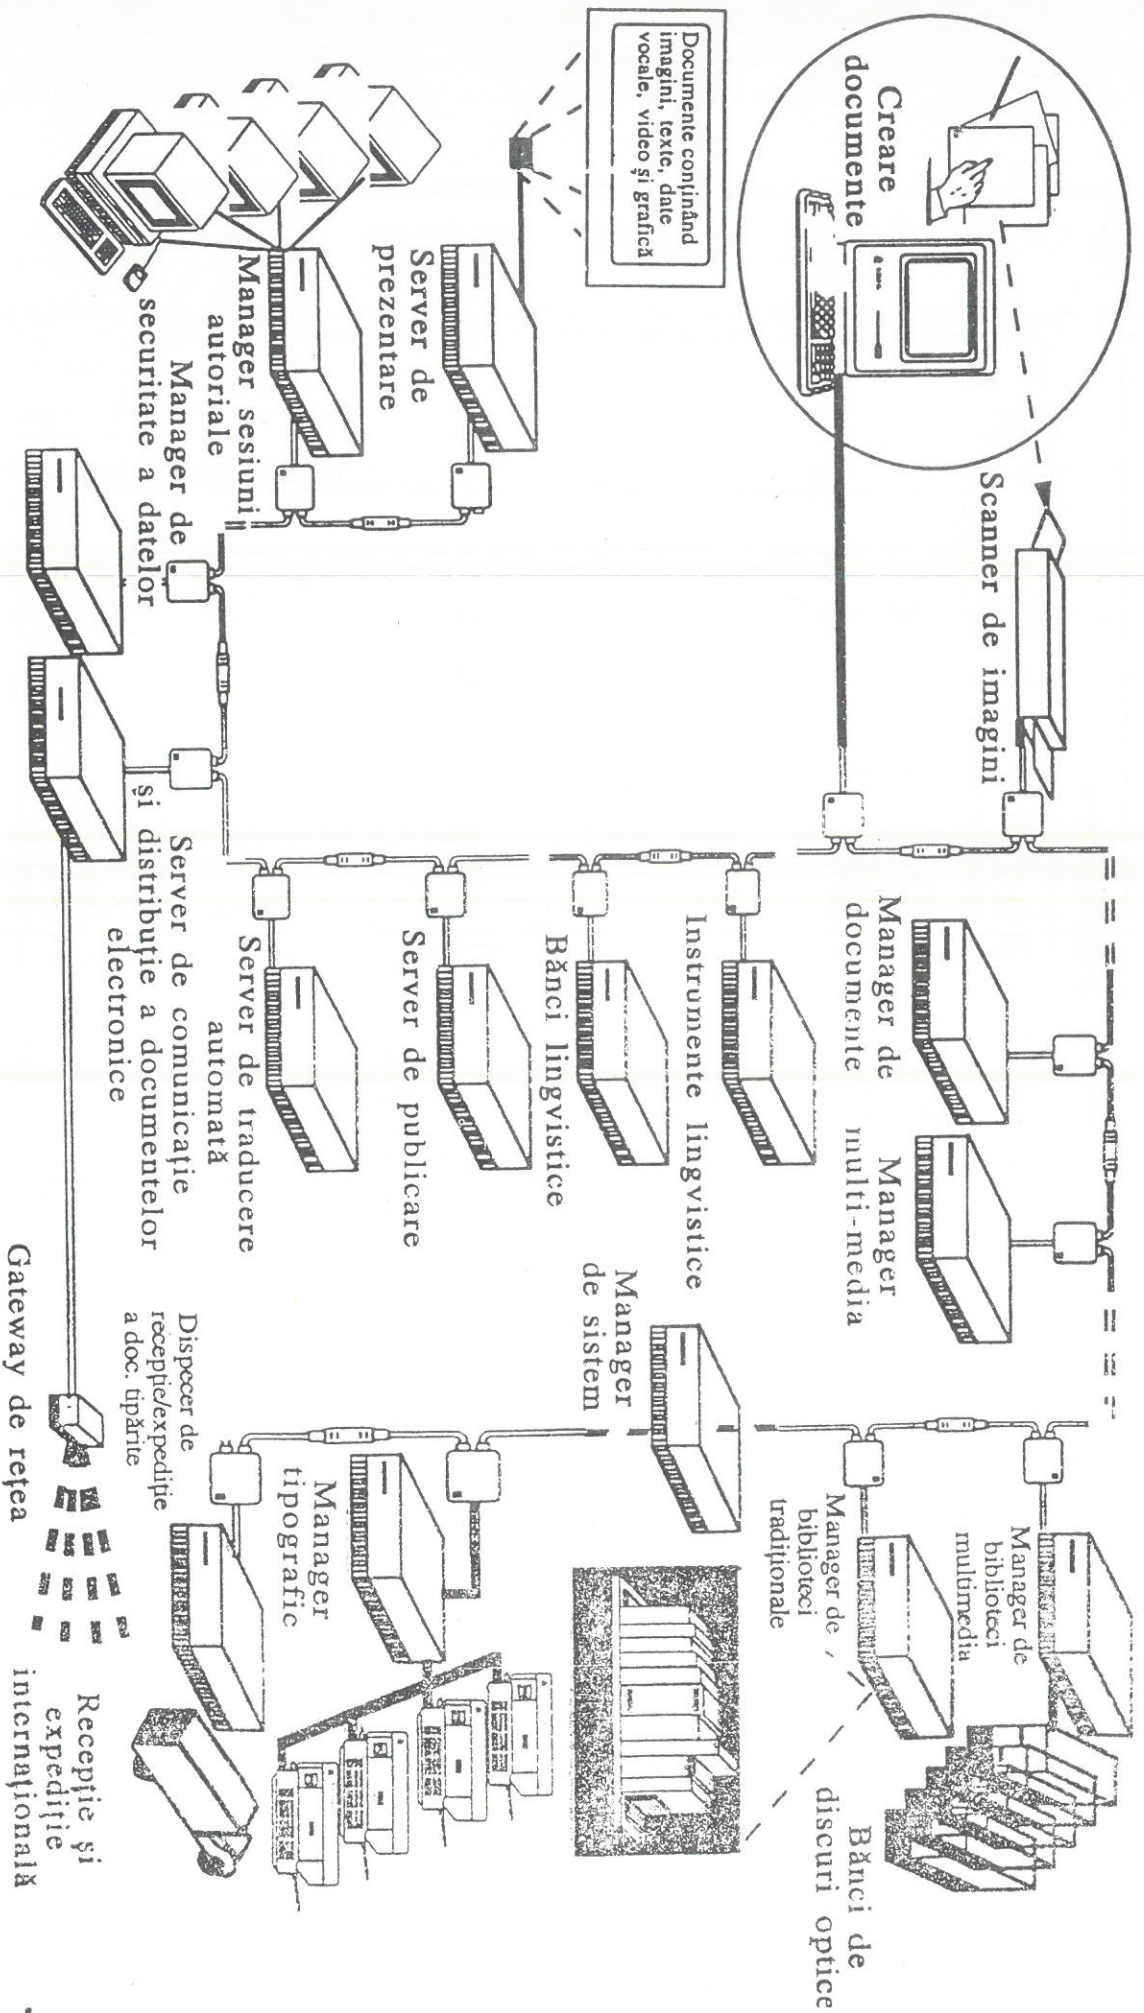 Creare
documente
Scanner de imagini
Documente conținând
imagini, texte, date
vocale, video și grafică
Server de
prezentare
Manager sesiuni
autoriale
Manager de
securitate a datelor
Manager de
documente
Manager
multi-media
Instrumente lingvistice
Bănci lingvistice
Server de publicare
Server de traducere
automată
Server de comunicație
și distribuție a documentelor
electronice
Manager de
biblioteci
multimedia
Manager de
biblioteci
tradiționale
Bănci de
discuri optice
Manager
de sistem
Manager
tipografic
Dispecer de
recepție/expediție
a doc. tipărite
Gateway de rețea
Recepție și
expediție
internațională